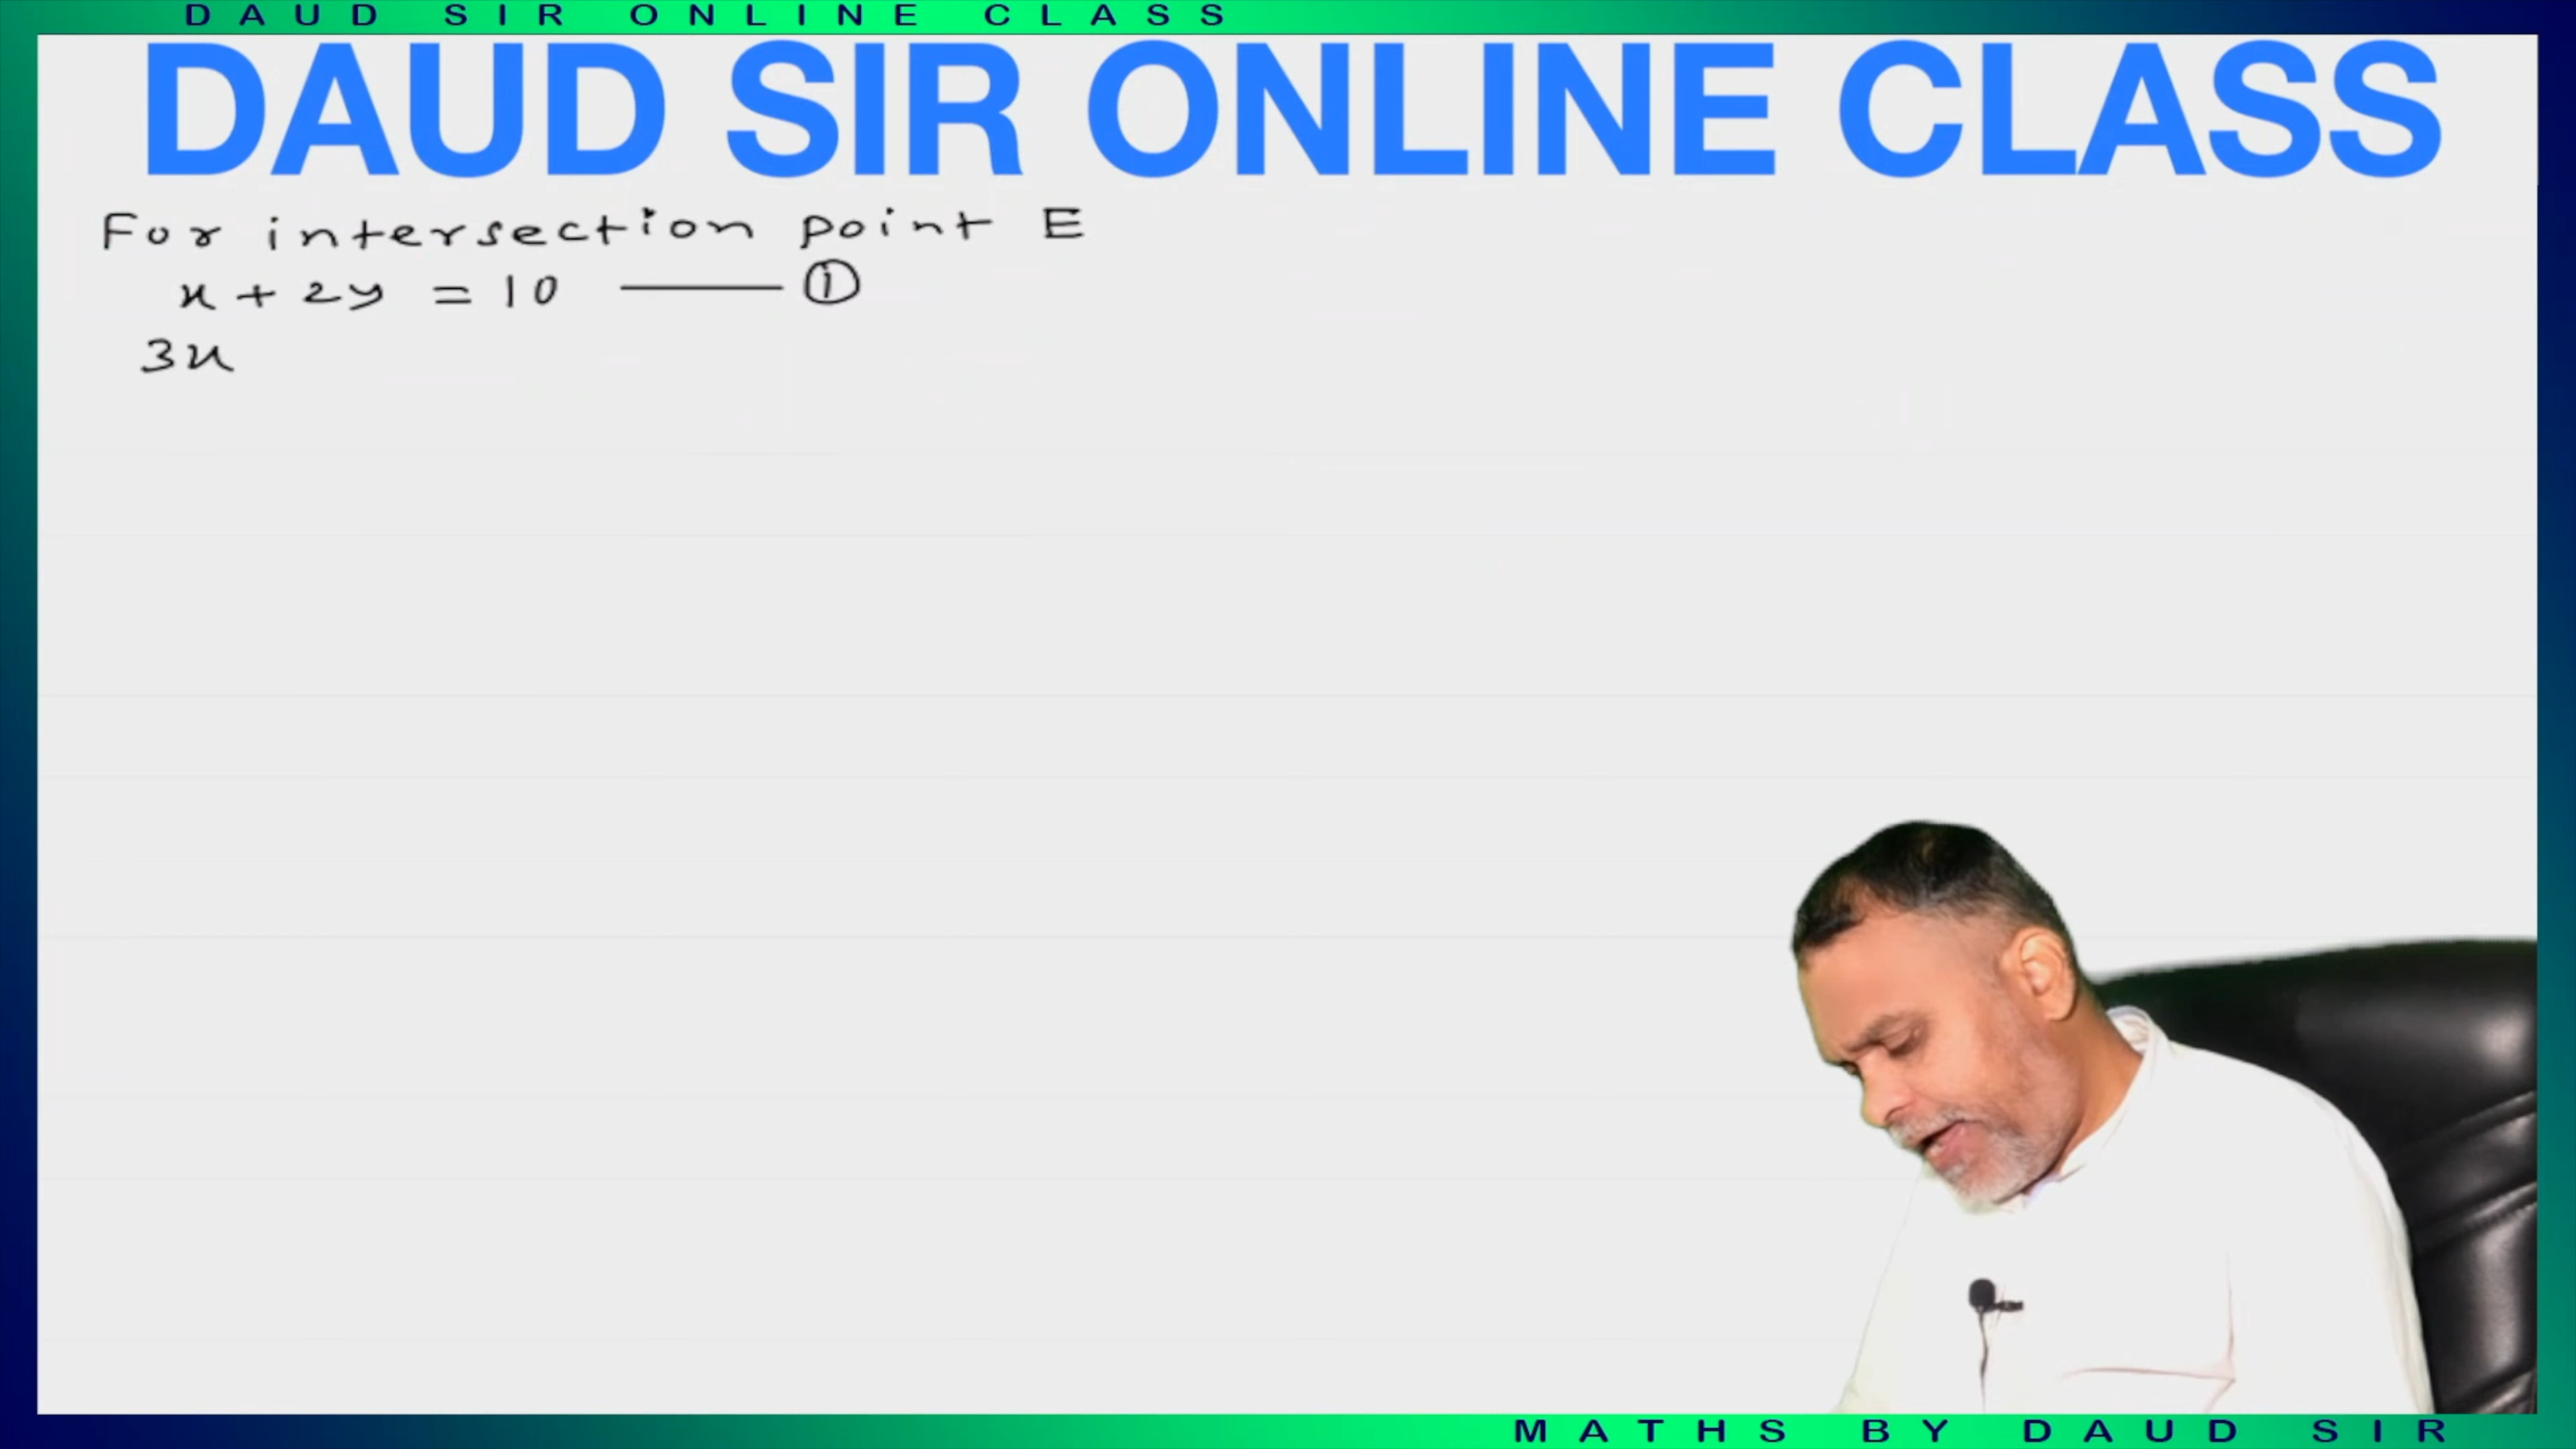 DAUD SIR ONLINE CLASS
DAUD SIR ONLINE CLASS
For intersection point E
x + 2y = 10 —— ①
3x
MATHS BY DAUD SIR